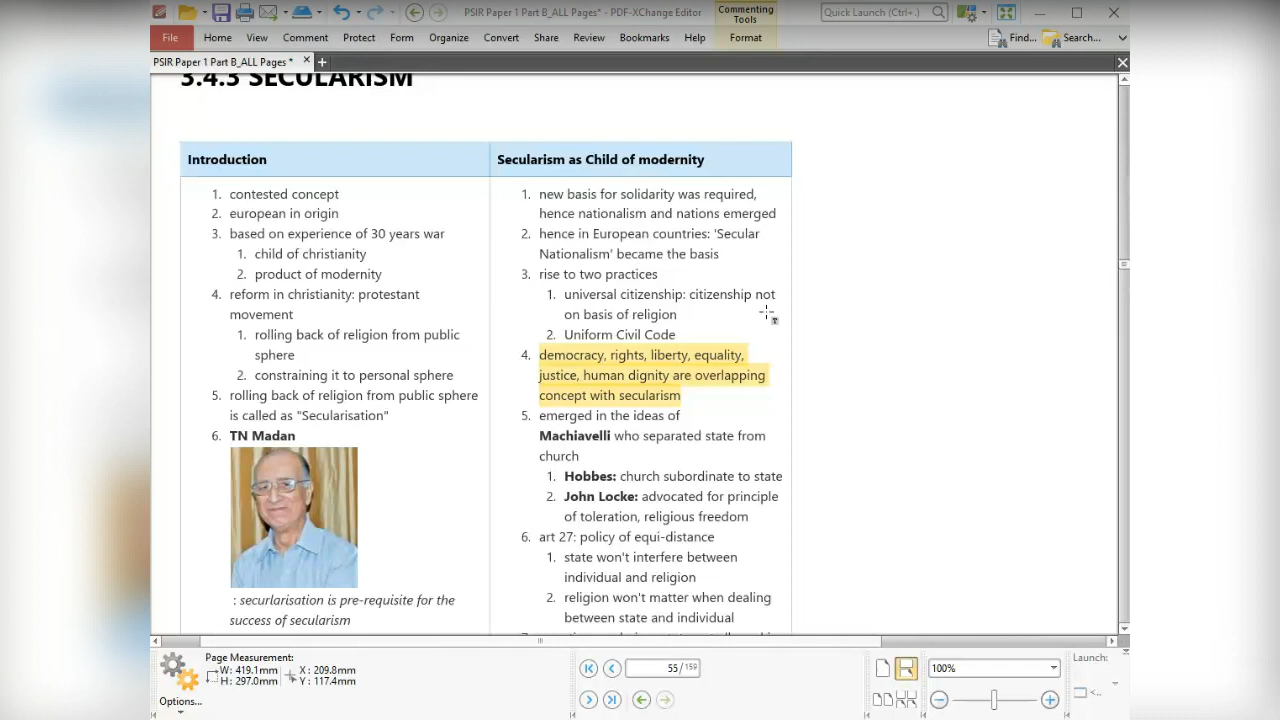 PSIR Paper 1 Part B_ALL Pages* - PDF-XChange Editor
Commenting Tools
Quick Launch (Ctrl+.)
File Home View Comment Protect Form Organize Convert Share Review Bookmarks Help Format Find... Search...
PSIR Paper 1 Part B_ALL Pages *
3.4.3 SECULARISM
Introduction
1. contested concept
2. european in origin
3. based on experience of 30 years war
1. child of christianity
2. product of modernity
4. reform in christianity: protestant
movement
1. rolling back of religion from public
sphere
2. constraining it to personal sphere
5. rolling back of religion from public sphere
is called as "Secularisation"
6. TN Madan
: securlarisation is pre-requisite for the
success of secularism
Secularism as Child of modernity
1. new basis for solidarity was required,
hence nationalism and nations emerged
2. hence in European countries: 'Secular
Nationalism' became the basis
3. rise to two practices
1. universal citizenship: citizenship not
on basis of religion
2. Uniform Civil Code
4. democracy, rights, liberty, equality,
justice, human dignity are overlapping
concept with secularism
5. emerged in the ideas of
Machiavelli who separated state from
church
1. Hobbes: church subordinate to state
2. John Locke: advocated for principle
of toleration, religious freedom
6. art 27: policy of equi-distance
1. state won't interfere between
individual and religion
2. religion won't matter when dealing
between state and individual
Options...
Page Measurement:
W: 419.1mm X: 209.8mm
H: 297.0mm Y: 117.4mm
55 / 159
100%
Launch: